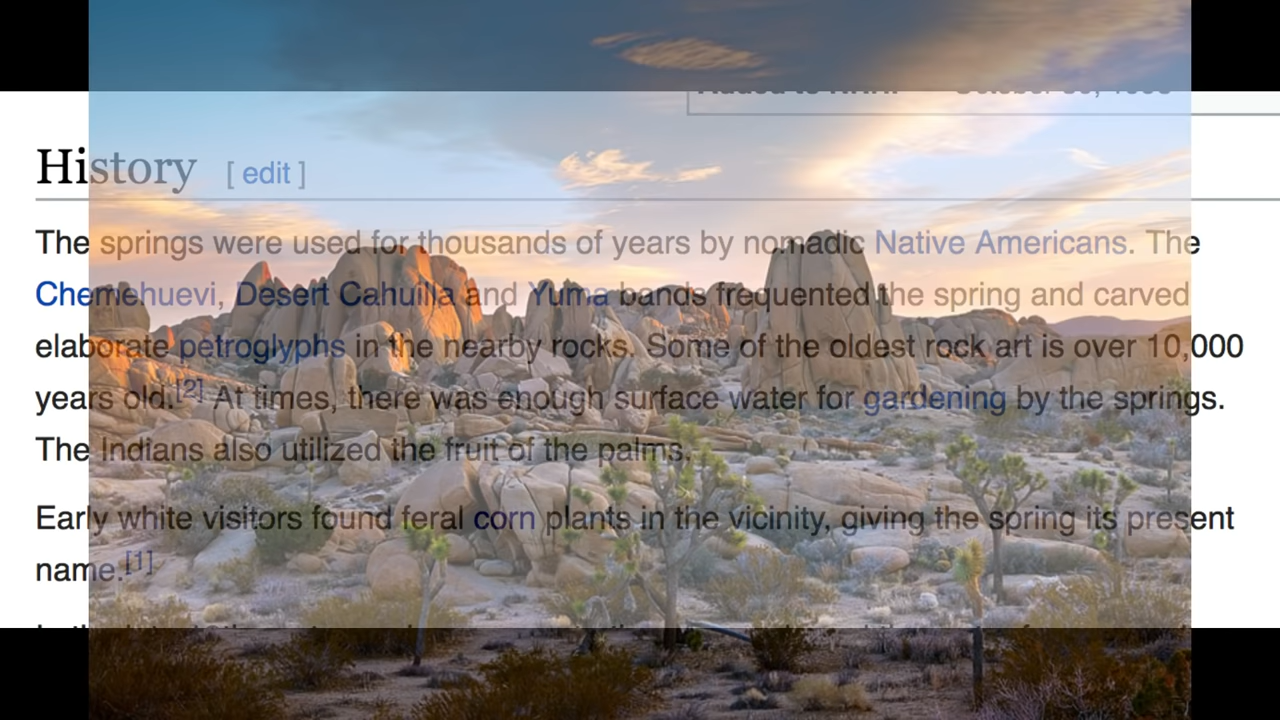 History [ edit ]
The springs were used for thousands of years by nomadic Native Americans. The
Chemehuevi, Desert Cahuilla and Yuma bands frequented the spring and carved
elaborate petroglyphs in the nearby rocks. Some of the oldest rock art is over 10,000
years old.[2] At times, there was enough surface water for gardening by the springs.
The Indians also utilized the fruit of the palms.
Early white visitors found feral corn plants in the vicinity, giving the spring its present
name.[1]